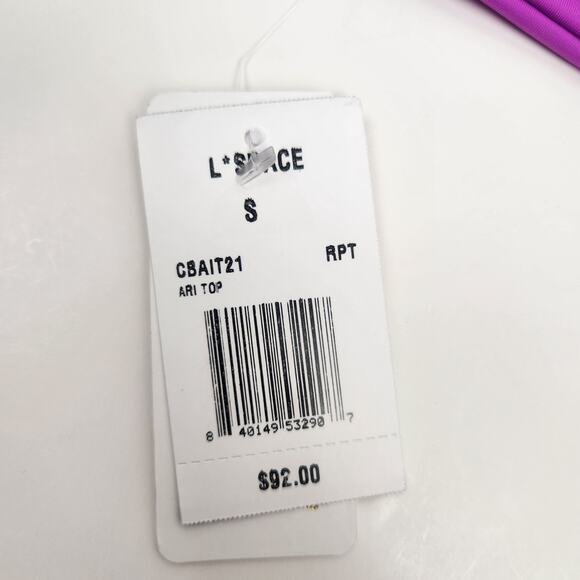 L*SPACE
S
CBAIT21 RPT
ARI TOP
8 40149 53290 7
$92.00